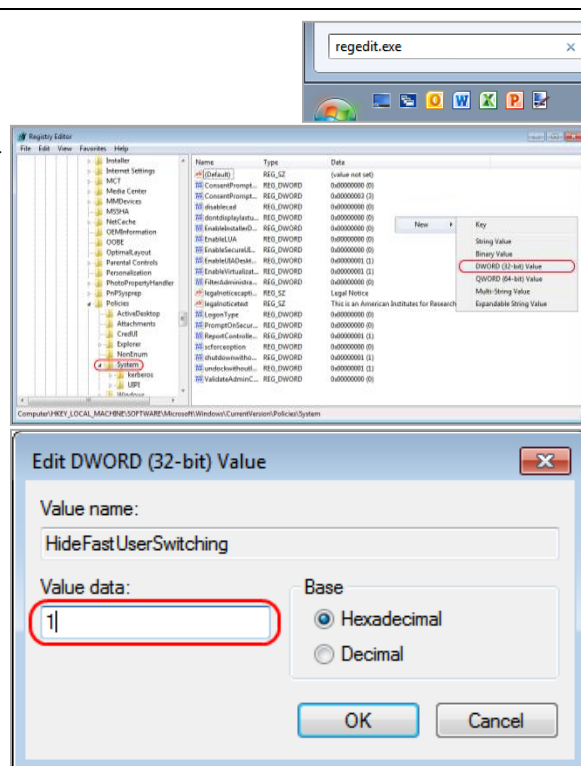 regedit.exe
Registry Editor
File Edit View Favorites Help
Installer
Internet Settings
MCT
Media Center
MMDevices
MSSHA
NetCache
OEMInformation
OOBE
OptimalLayout
Parental Controls
Personalization
PhotoPropertyHandler
PnPSysprep
Policies
ActiveDesktop
Attachments
CredUI
Explorer
NonEnum
System
kerberos
UIPI
Windows
Name Type Data
(Default) REG_SZ (value not set)
ConsentPrompt... REG_DWORD 0x00000000 (0)
ConsentPrompt... REG_DWORD 0x00000003 (3)
disablecad REG_DWORD 0x00000000 (0)
dontdisplaylastu... REG_DWORD 0x00000000 (0)
EnableInstallerD... REG_DWORD 0x00000000 (0)
EnableLUA REG_DWORD 0x00000000 (0)
EnableSecureUI... REG_DWORD 0x00000001 (1)
EnableUIADeskt... REG_DWORD 0x00000001 (1)
EnableVirtualizat... REG_DWORD 0x00000001 (1)
FilterAdministra... REG_DWORD 0x00000000 (0)
legalnoticecapti... REG_SZ Legal Notice
legalnoticetext REG_SZ This is an American Institutes for Research
LogonType REG_DWORD 0x00000000 (0)
PromptOnSecur... REG_DWORD 0x00000000 (0)
ReportControlle... REG_DWORD 0x00000001 (1)
scforceoption REG_DWORD 0x00000000 (0)
shutdownwitho... REG_DWORD 0x00000001 (1)
undockwithoutl... REG_DWORD 0x00000001 (1)
ValidateAdminC... REG_DWORD 0x00000000 (0)
New
Key
String Value
Binary Value
DWORD (32-bit) Value
QWORD (64-bit) Value
Multi-String Value
Expandable String Value
Computer\HKEY_LOCAL_MACHINE\SOFTWARE\Microsoft\Windows\CurrentVersion\Policies\System
Edit DWORD (32-bit) Value
Value name:
HideFastUserSwitching
Value data:
1
Base
Hexadecimal
Decimal
OK Cancel